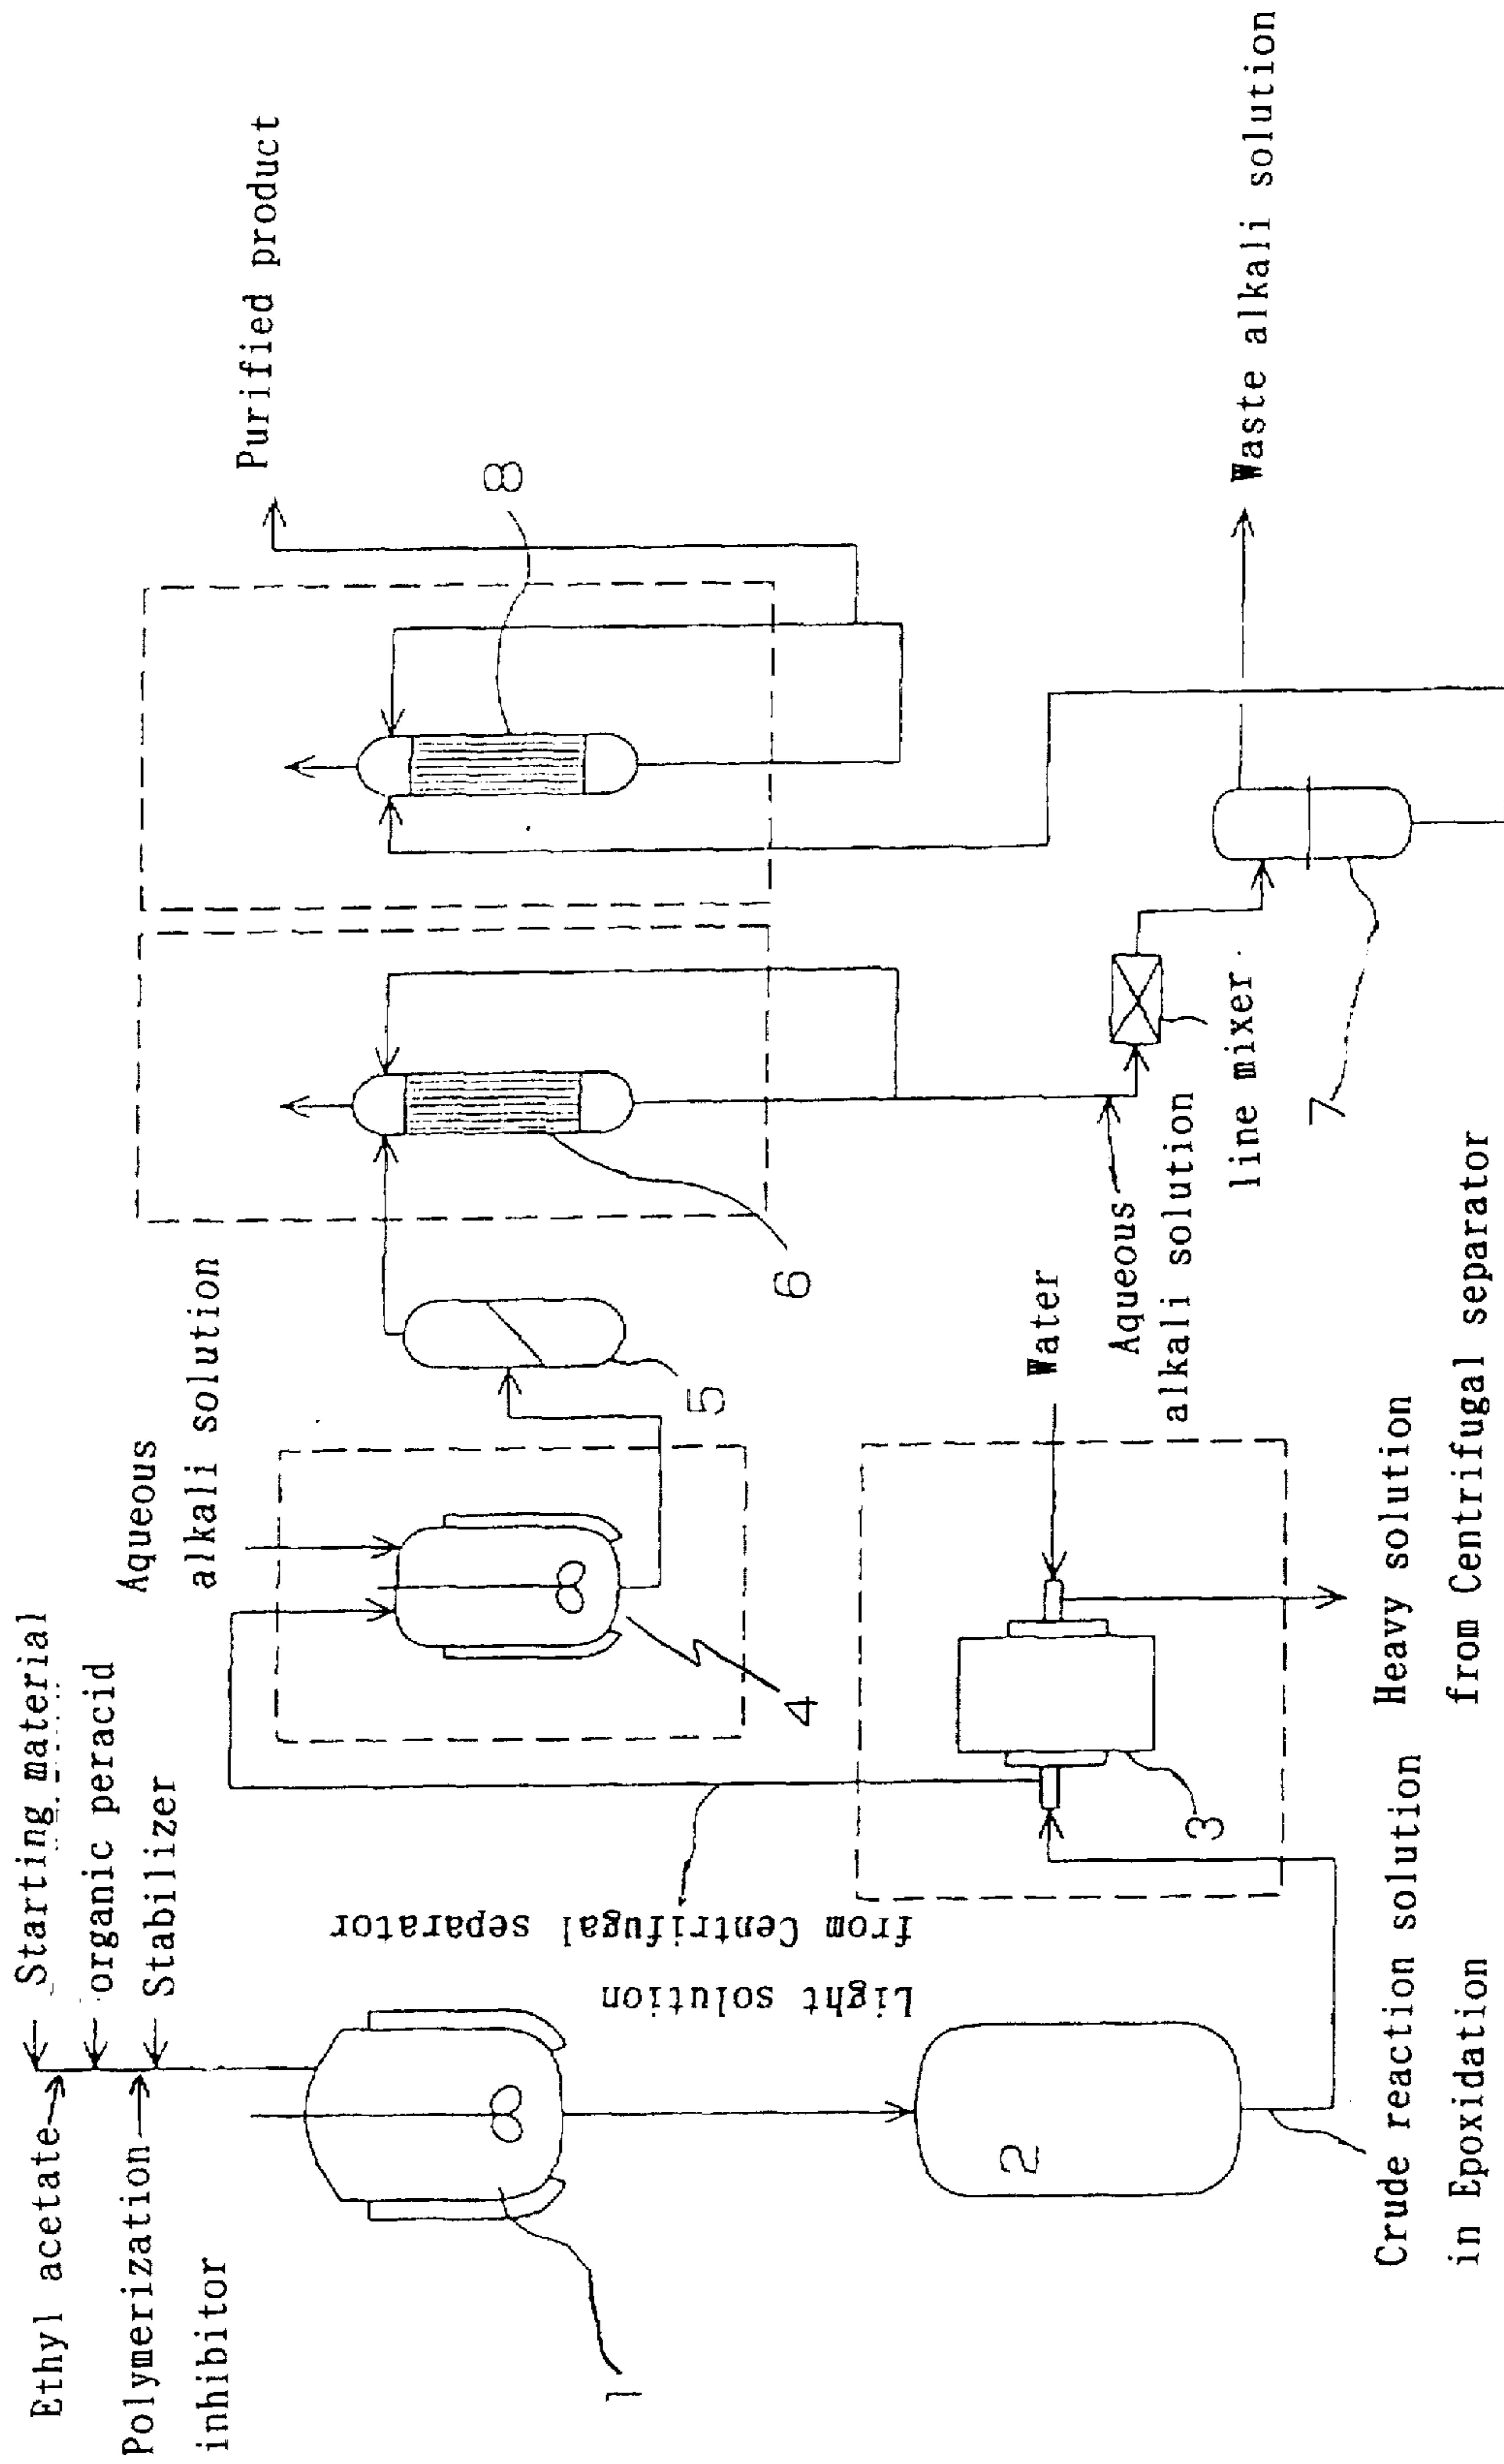 Ethyl acetate
Polymerization
inhibitor
Starting material
organic peracid
Stabilizer
1
2
Crude reaction solution
in Epoxidation
Light solution
from Centrifugal separator
3
Heavy solution
from Centrifugal separator
Water
Aqueous
alkali solution
4
5
6
Aqueous
alkali solution
line mixer
7
8
Purified product
Waste alkali solution